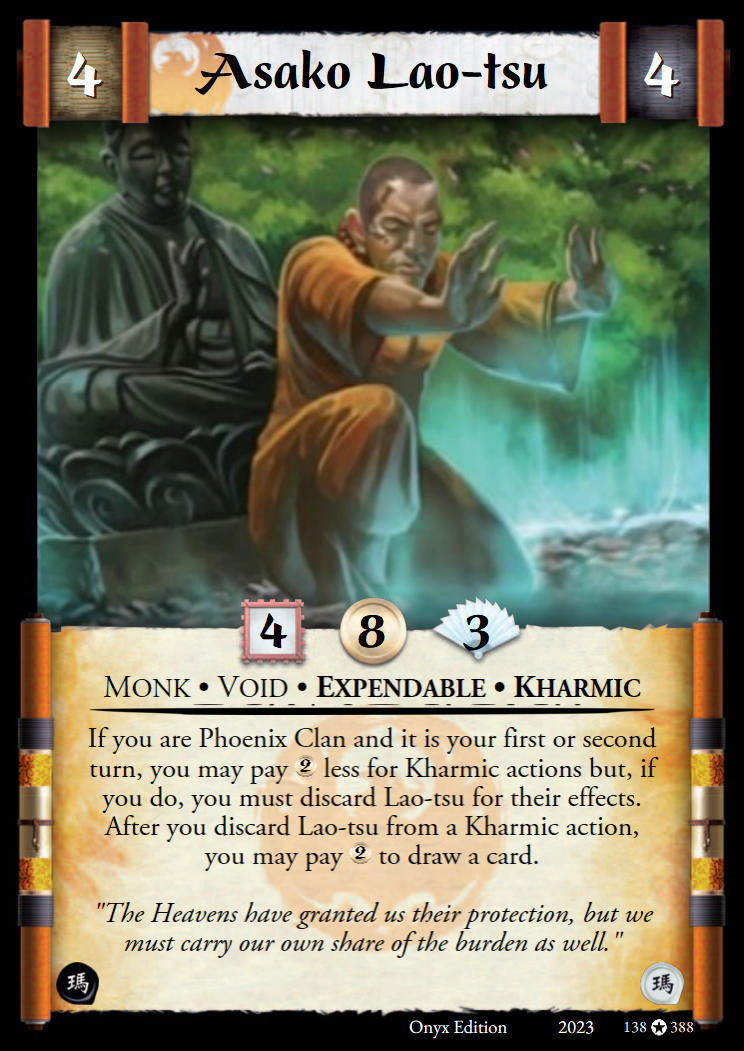 4 Asako Lao-tsu 4
4 8 3
Monk • Void • Expendable • Kharmic
If you are Phoenix Clan and it is your first or second
turn, you may pay 2 less for Kharmic actions but, if
you do, you must discard Lao-tsu for their effects.
After you discard Lao-tsu from a Kharmic action,
you may pay 2 to draw a card.
"The Heavens have granted us their protection, but we
must carry our own share of the burden as well."
瑪 瑪
Onyx Edition 2023 138 ✪ 388